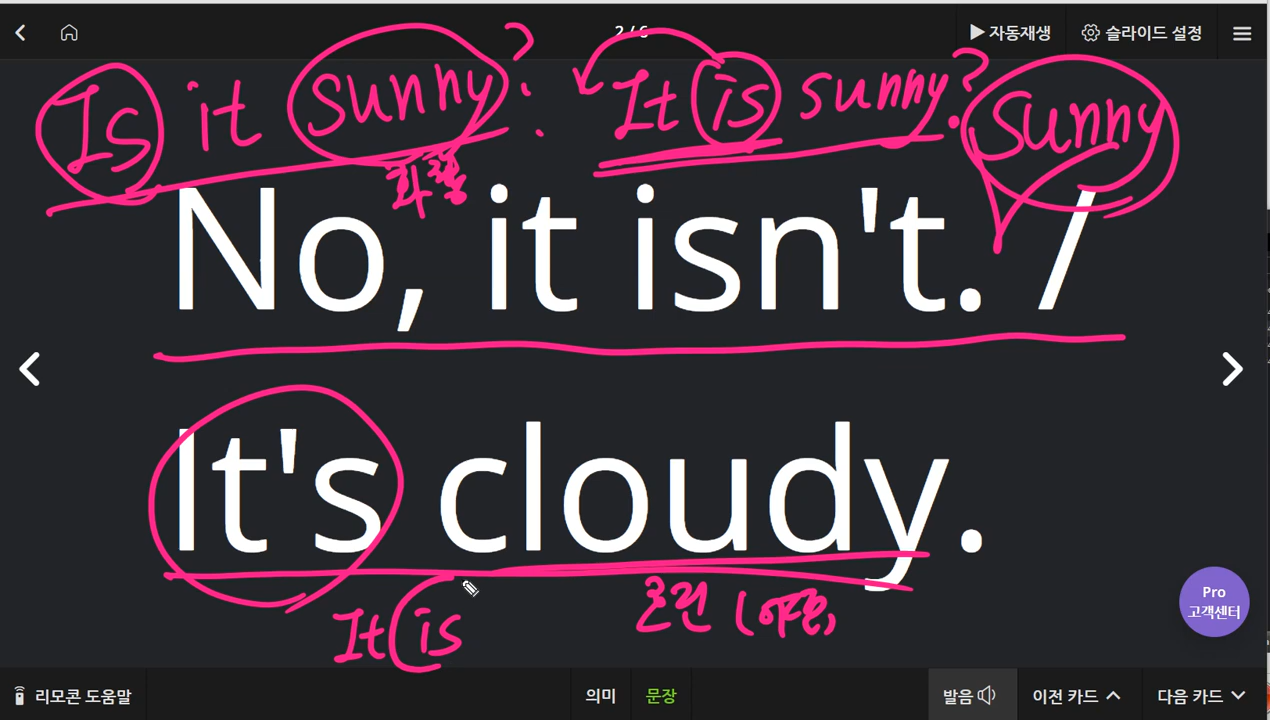 2 / 6 ▶ 자동재생 슬라이드 설정
Is it sunny? It is sunny? sunny
No, it isn't. /
It's cloudy.
It is
Pro
고객센터
리모콘 도움말 의미 문장 발음 이전 카드 다음 카드